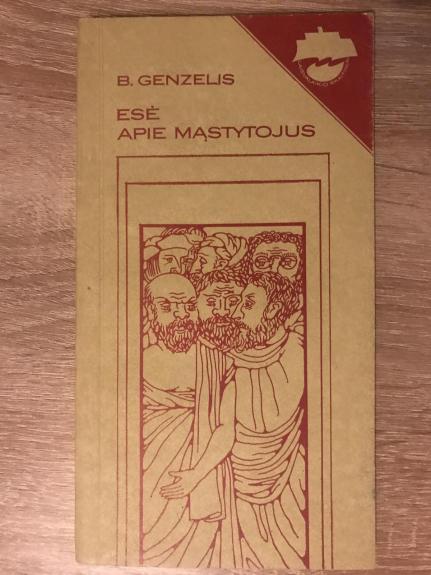 B. GENZELIS
ESĖ
APIE MĄSTYTOJUS